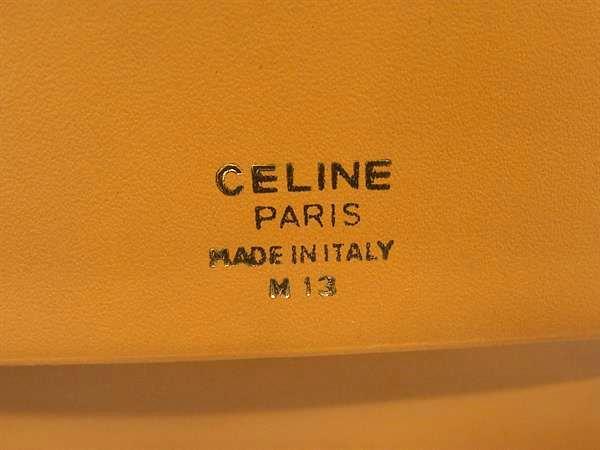 CELINE
PARIS
MADE IN ITALY
M 13